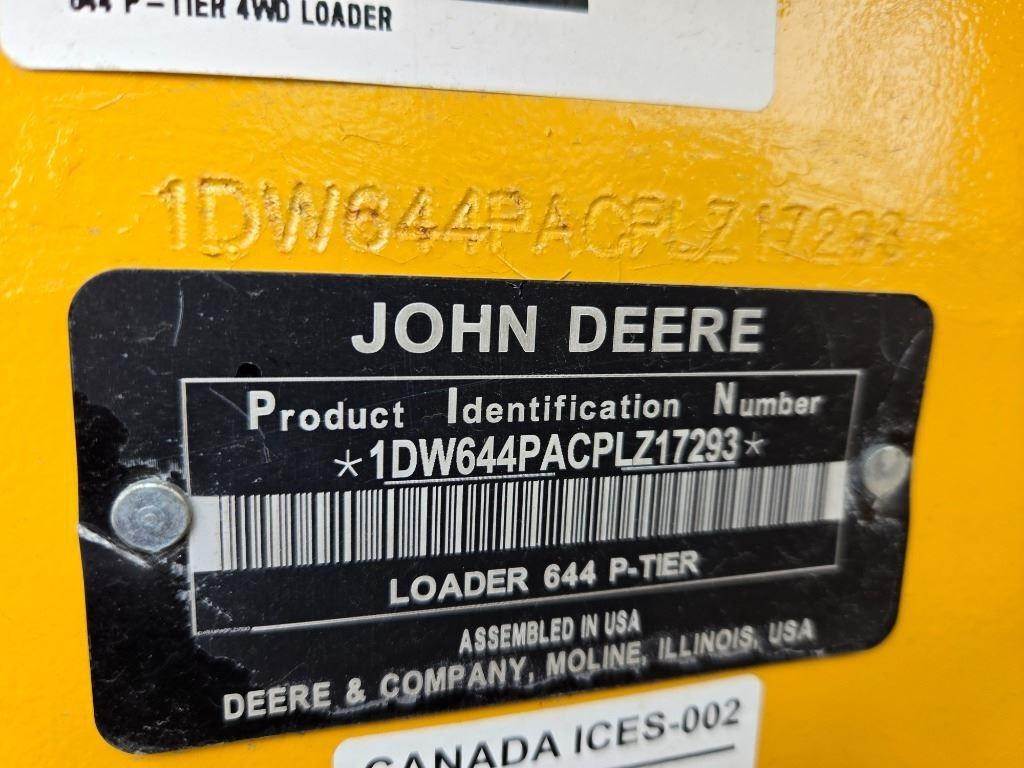 644 P-TIER 4WD LOADER
1DW644PACPLZ17293
JOHN DEERE
Product Identification Number
*1DW644PACPLZ17293*
LOADER 644 P-TIER
ASSEMBLED IN USA
DEERE & COMPANY, MOLINE, ILLINOIS, USA
CANADA ICES-002